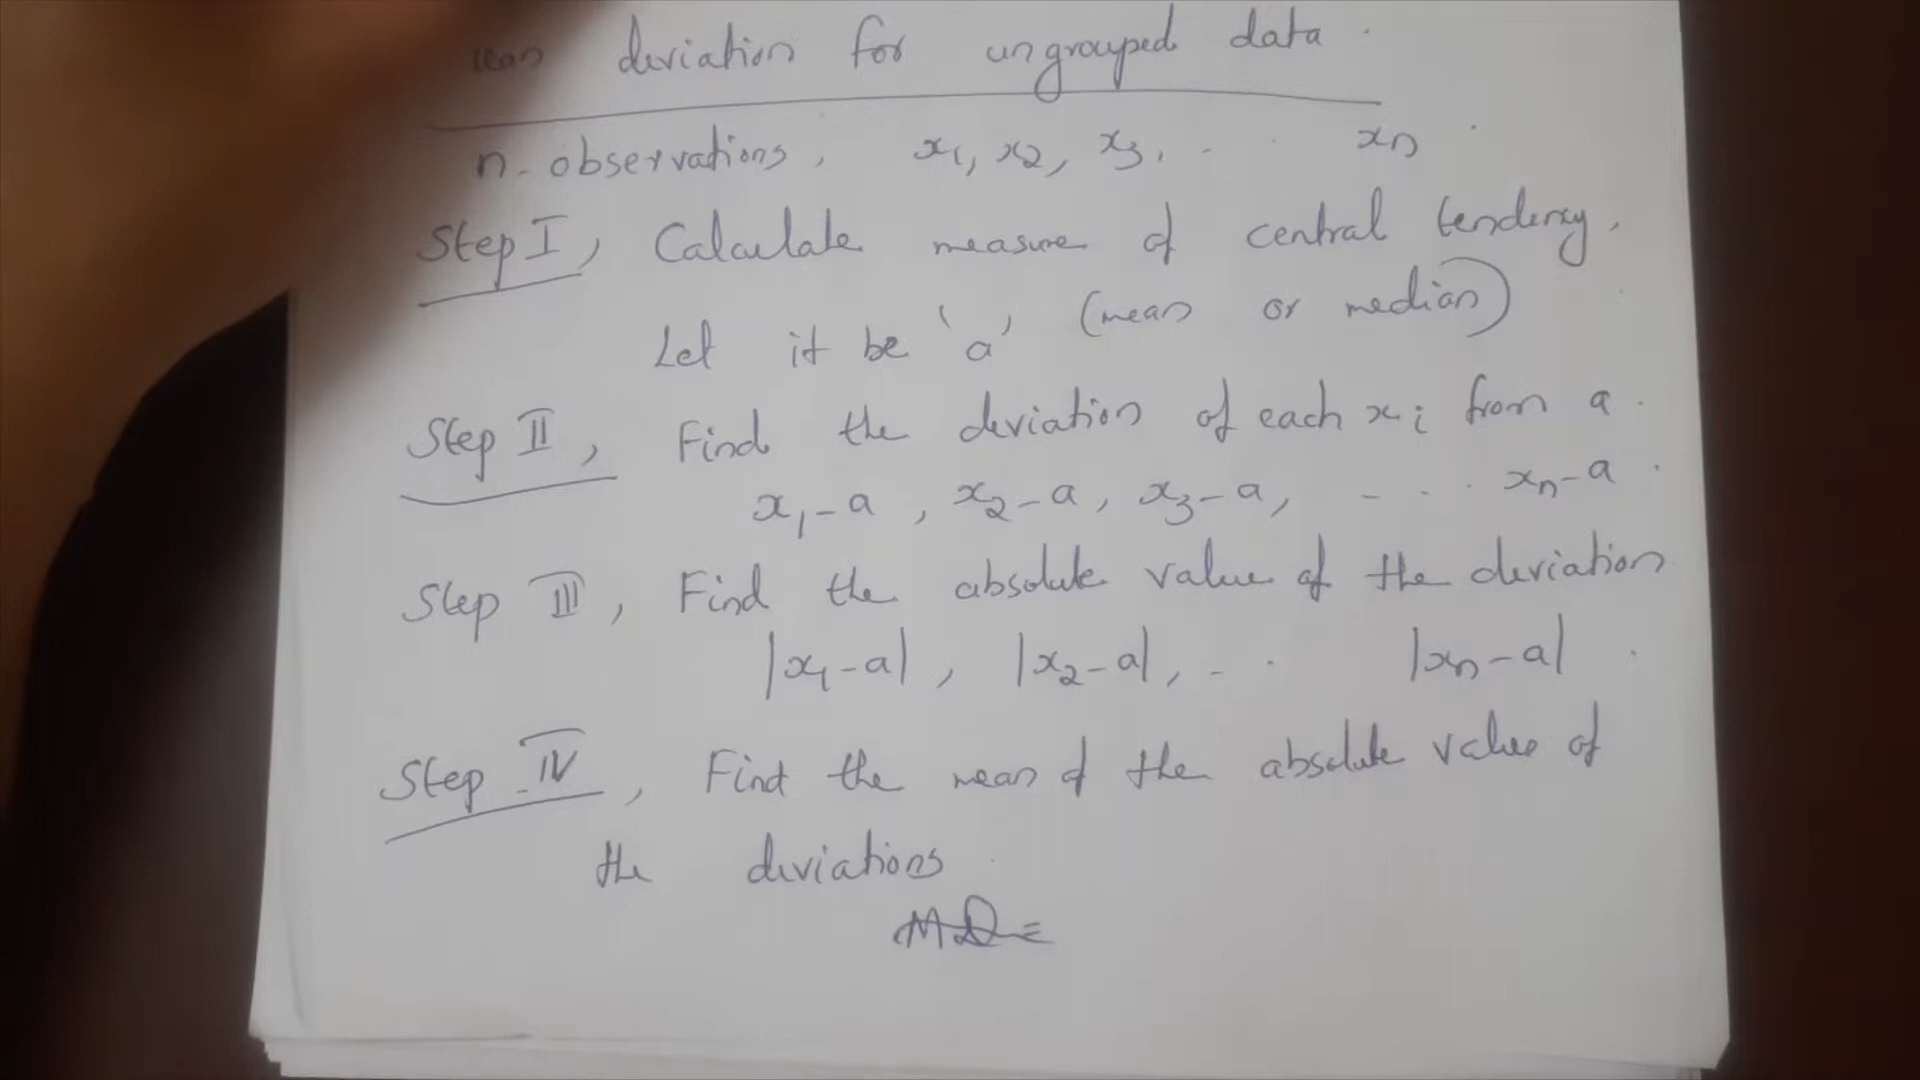 deviation for ungrouped data.
n-observations, x1, x2, x3, . . xn.
Step I, Calculate measure of central tendency.
Let it be 'a' (mean or median)
Step II, Find the deviation of each xi from a.
x1-a, x2-a, x3-a, - . . xn-a.
Step III, Find the absolute value of the deviation
|x1-a|, |x2-a|, - . |xn-a|.
Step IV, Find the mean of the absolute value of
the deviations
MD=